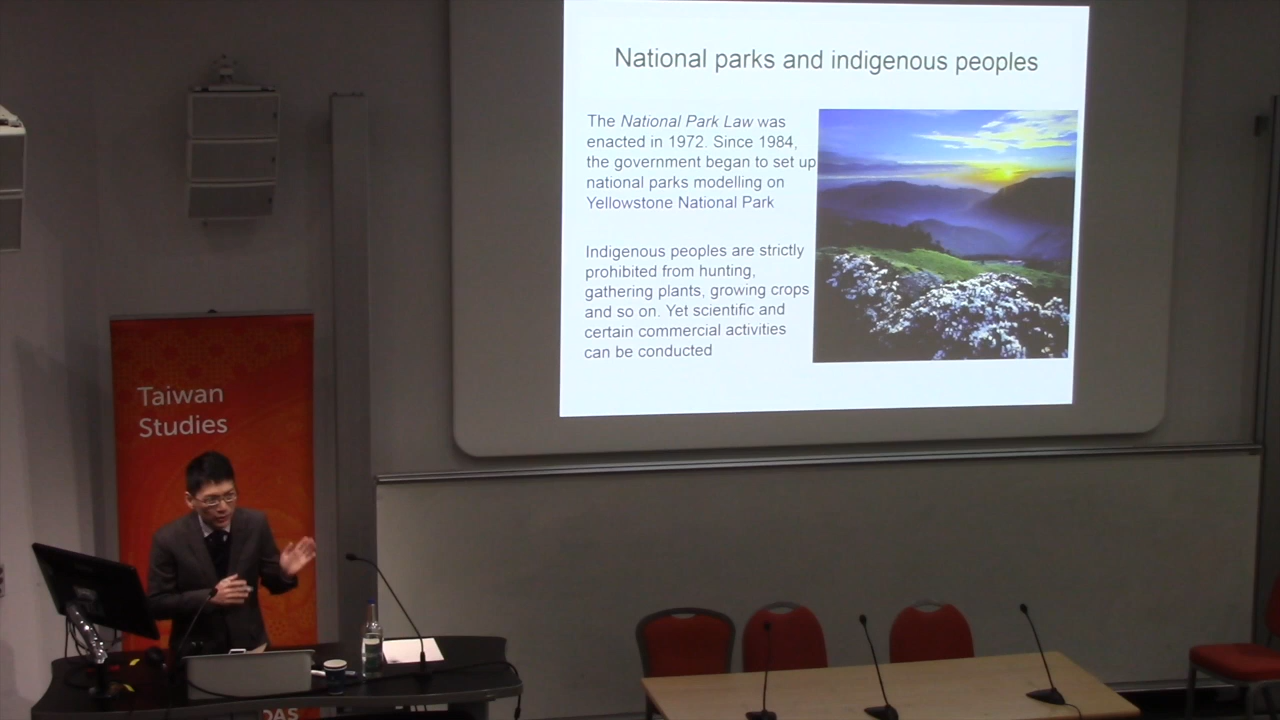 National parks and indigenous peoples
The National Park Law was
enacted in 1972. Since 1984,
the government began to set up
national parks modelling on
Yellowstone National Park
Indigenous peoples are strictly
prohibited from hunting,
gathering plants, growing crops
and so on. Yet scientific and
certain commercial activities
can be conducted
Taiwan
Studies